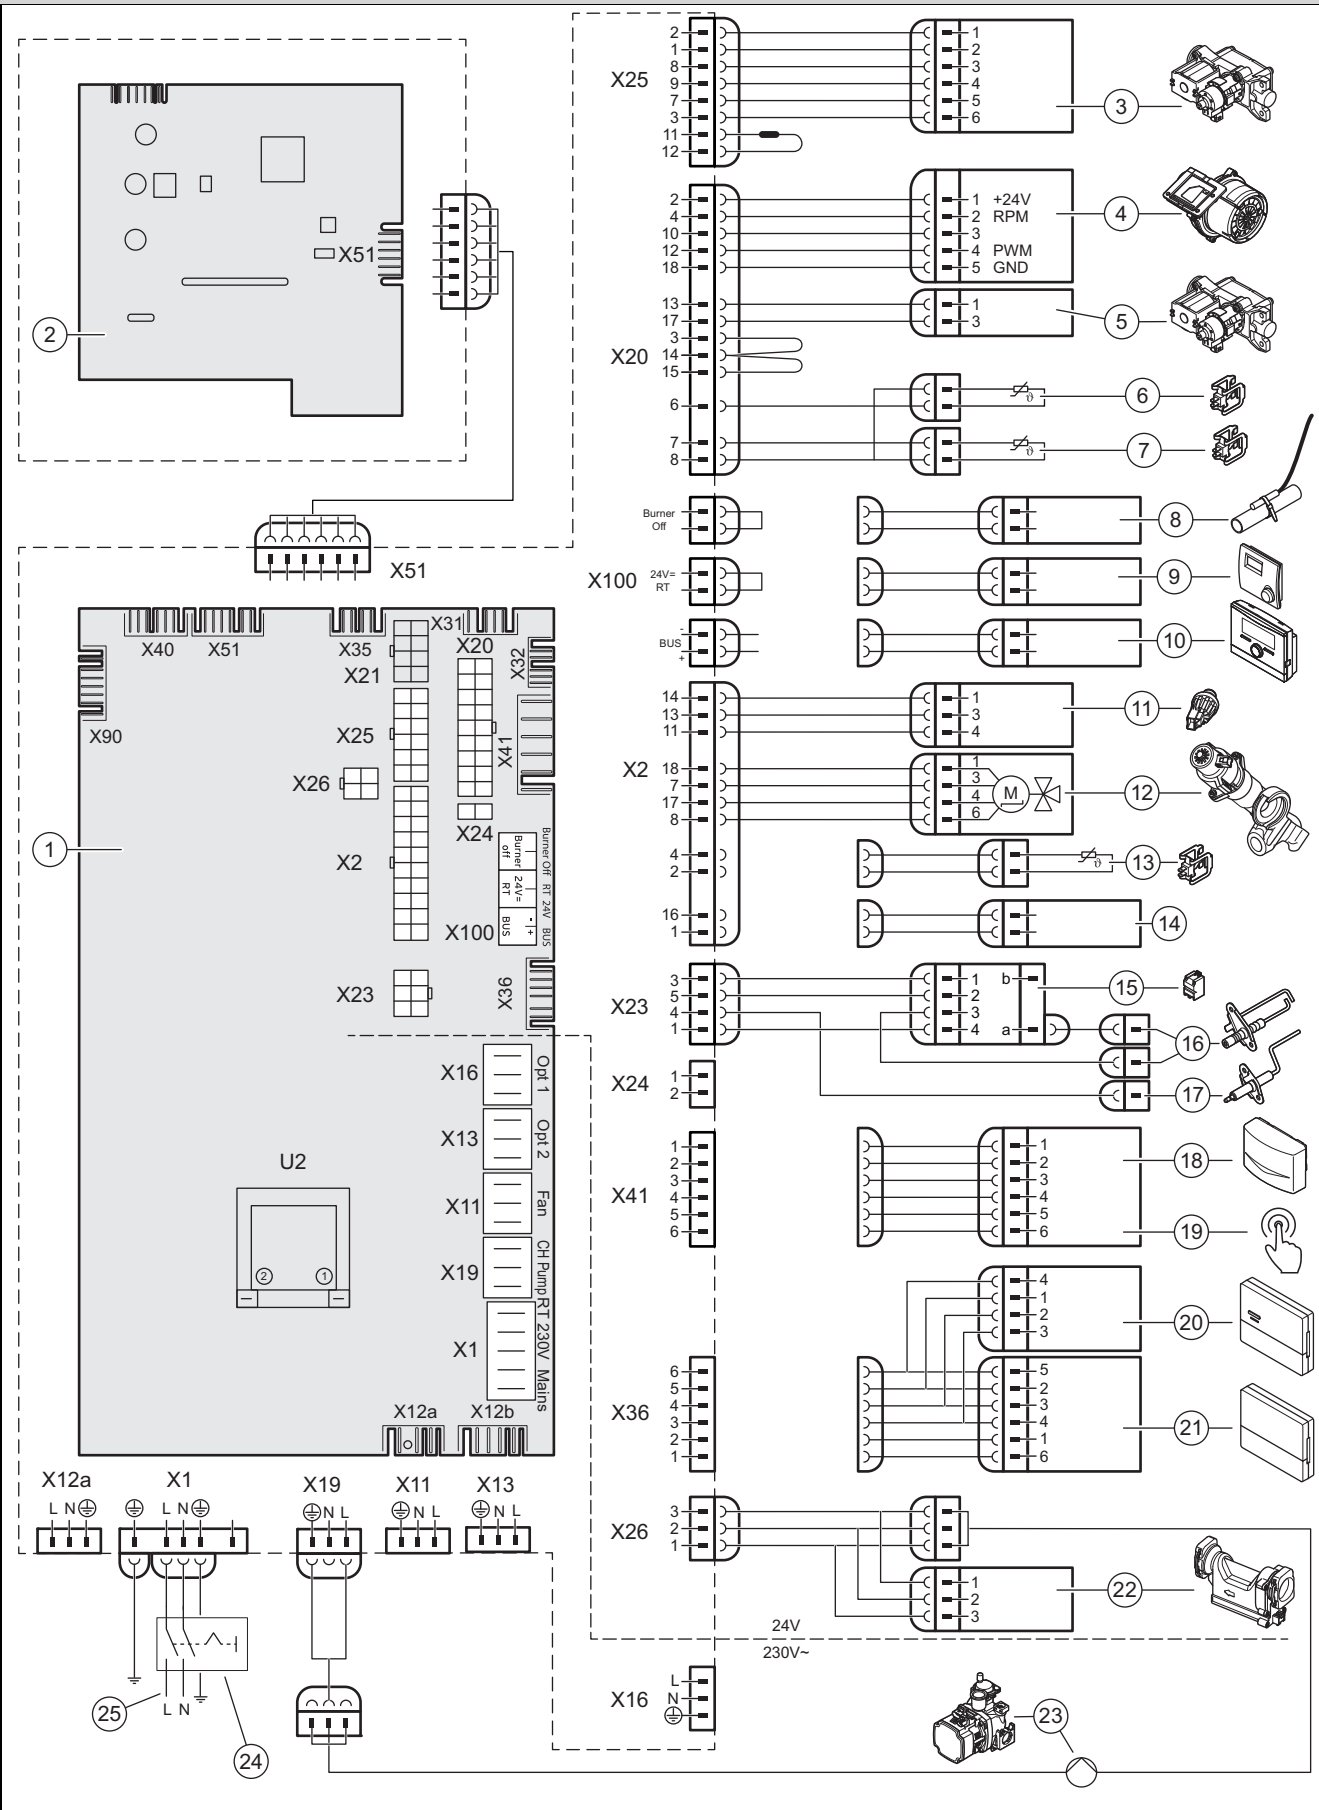 X51
2
X51
X25
2 1
1 2
8 3
9 4
7 5
3 6
11
12
3
X20
2 1 +24V
4 2 RPM
10 3
12 4 PWM
18 5 GND
4
13 1
17 3
5
3
14
15
6
6 ϑ
7
7 ϑ
8
Burner
Off
8
X100
24V=
RT
9
-
BUS
+
10
X2
14 1
13 3
11 4
11
18 1
7 3
17 4
8 6
M
12
4
2
ϑ
13
16
1
14
X23
3 1 b
5 2
4 3
1 4 a
15
16
17
X24
1
2
X41
1 1
2 2
3 3
4 4
5 5
6 6
18
19
4
1
2
3
20
X36
6 5
5 2
4 3
3 4
2 1
1 6
21
X26
3
2
1
1
2
3
22
24V
230V~
X16
L
N
23
1
X40
X51
X35
X31
X20
X32
X21
X90
X25
X41
X26
X24
X2
Burner off
24V=
RT
- +
BUS
Burner Off RT 24V BUS
X100
X23
X36
X16 Opt 1
X13 Opt 2
X11 Fan
X19 CH Pump
X1 RT 230V Mains
U2
2 1
X12a
X12b
X12a
L N
X1
L N
X19
N L
X11
N L
X13
N L
L N
25
24